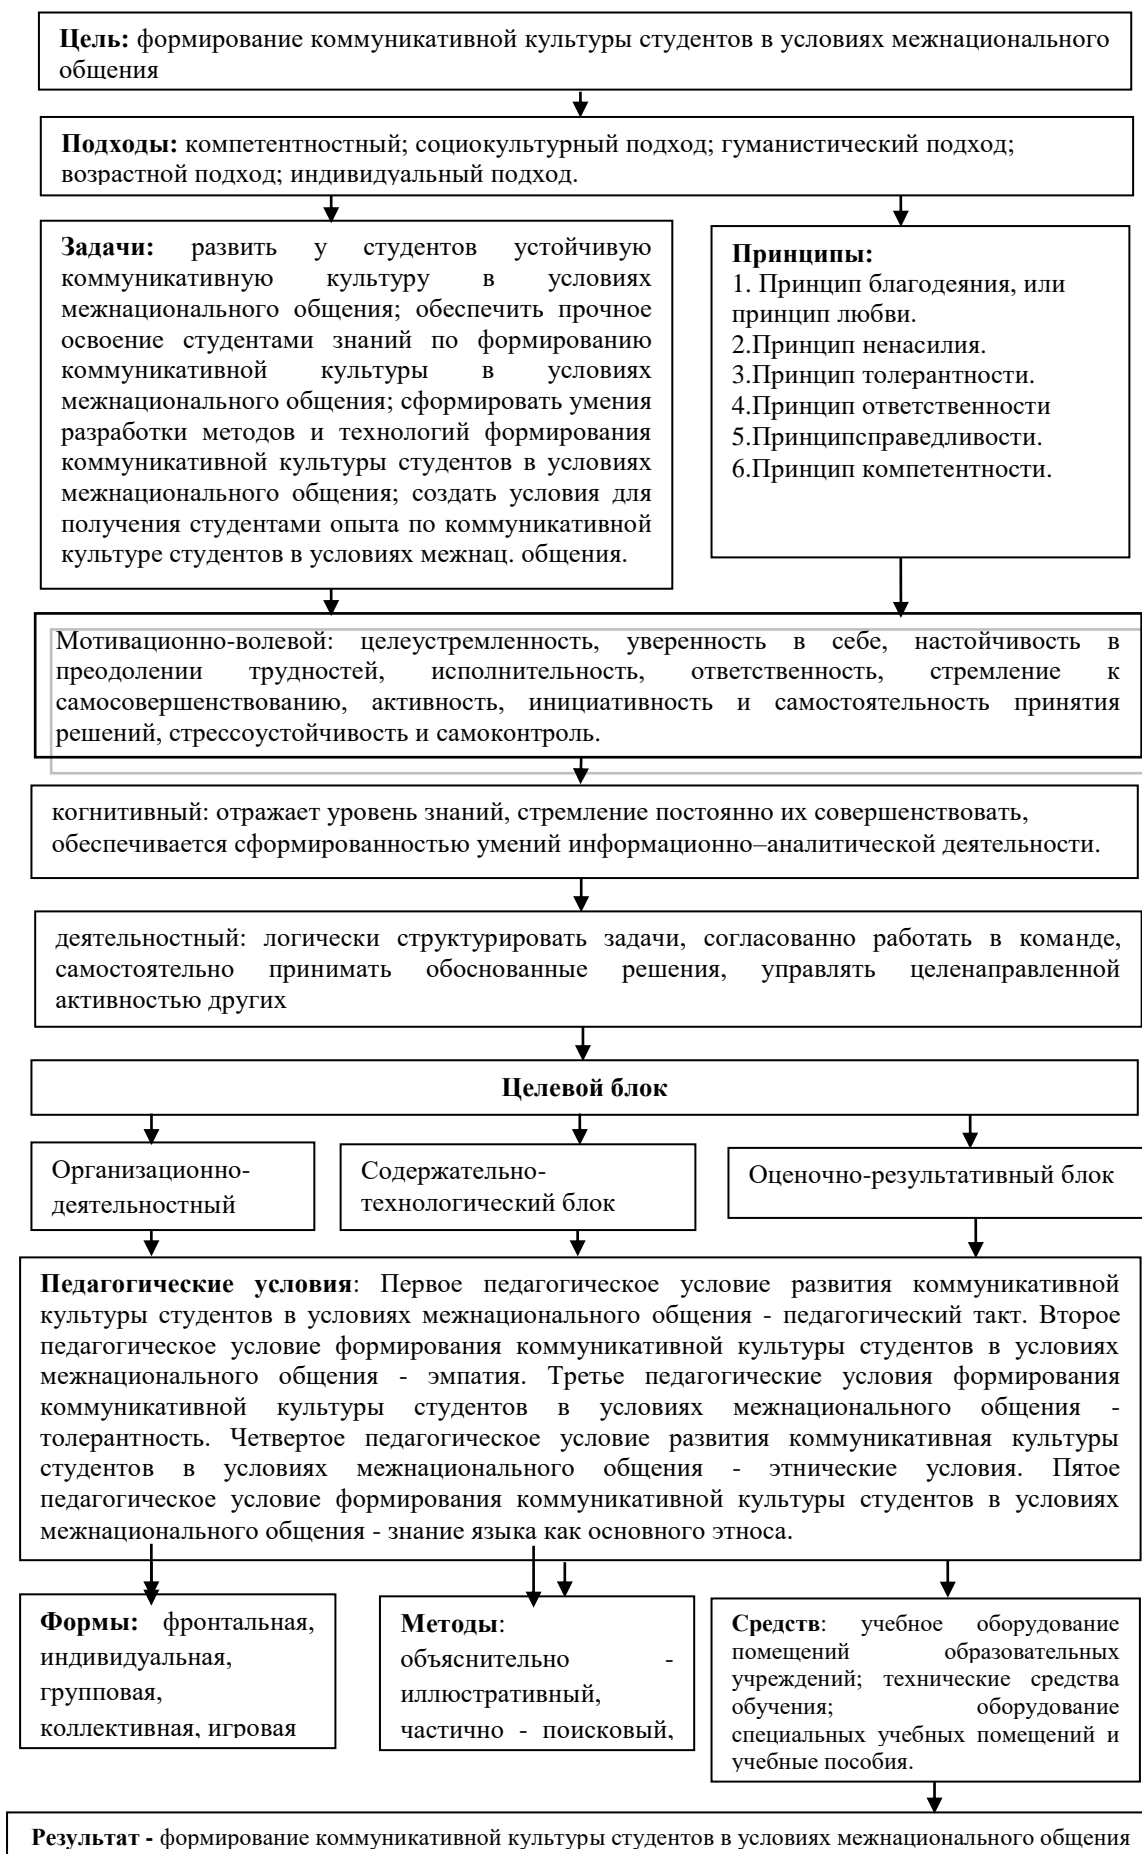 Цель: формирование коммуникативной культуры студентов в условиях межнационального
общения
Подходы: компетентностный; социокультурный подход; гуманистический подход;
возрастной подход; индивидуальный подход.
Задачи: развить у студентов устойчивую
коммуникативную культуру в условиях
межнационального общения; обеспечить прочное
освоение студентами знаний по формированию
коммуникативной культуры в условиях
межнационального общения; сформировать умения
разработки методов и технологий формирования
коммуникативной культуры студентов в условиях
межнационального общения; создать условия для
получения студентами опыта по коммуникативной
культуре студентов в условиях межнац. общения.
Принципы:
1. Принцип благодеяния, или
принцип любви.
2.Принцип ненасилия.
3.Принцип толерантности.
4.Принцип ответственности
5.Принципсправедливости.
6.Принцип компетентности.
Мотивационно-волевой: целеустремленность, уверенность в себе, настойчивость в
преодолении трудностей, исполнительность, ответственность, стремление к
самосовершенствованию, активность, инициативность и самостоятельность принятия
решений, стрессоустойчивость и самоконтроль.
когнитивный: отражает уровень знаний, стремление постоянно их совершенствовать,
обеспечивается сформированностью умений информационно–аналитической деятельности.
деятельностный: логически структурировать задачи, согласованно работать в команде,
самостоятельно принимать обоснованные решения, управлять целенаправленной
активностью других
Целевой блок
Организационно-
деятельностный
Содержательно-
технологический блок
Оценочно-результативный блок
Педагогические условия: Первое педагогическое условие развития коммуникативной
культуры студентов в условиях межнационального общения - педагогический такт. Второе
педагогическое условие формирования коммуникативной культуры студентов в условиях
межнационального общения - эмпатия. Третье педагогические условия формирования
коммуникативной культуры студентов в условиях межнационального общения -
толерантность. Четвертое педагогическое условие развития коммуникативная культуры
студентов в условиях межнационального общения - этнические условия. Пятое
педагогическое условие формирования коммуникативной культуры студентов в условиях
межнационального общения - знание языка как основного этноса.
Формы: фронтальная,
индивидуальная,
групповая,
коллективная, игровая
Методы:
объяснительно -
иллюстративный,
частично - поисковый,
Средств: учебное оборудование
помещений образовательных
учреждений; технические средства
обучения; оборудование
специальных учебных помещений и
учебные пособия.
Результат - формирование коммуникативной культуры студентов в условиях межнационального общения